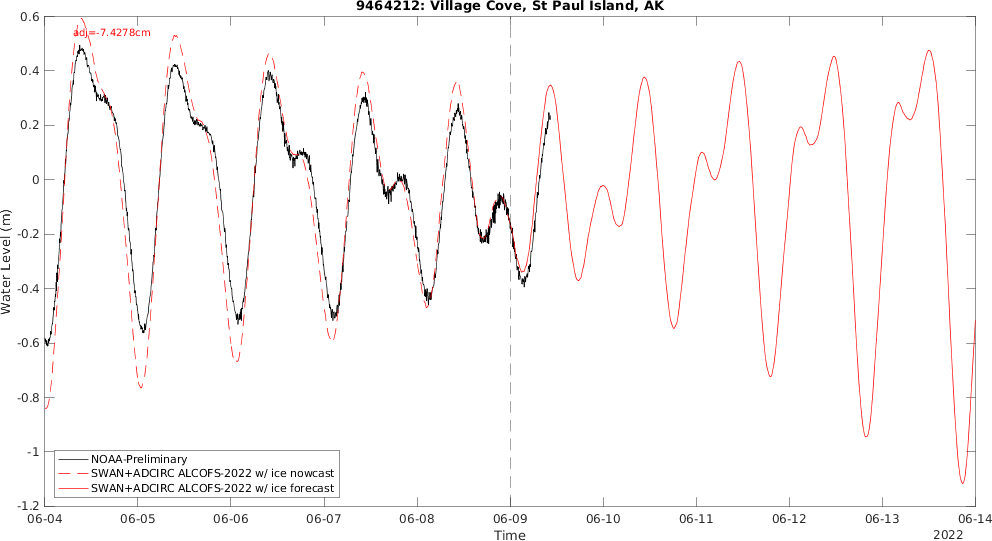 9464212: Village Cove, St Paul Island, AK
adj=-7.4278cm
0.6
0.4
0.2
0
-0.2
-0.4
-0.6
-0.8
-1
-1.2
Water Level (m)
NOAA-Preliminary
SWAN+ADCIRC ALCOFS-2022 w/ ice nowcast
SWAN+ADCIRC ALCOFS-2022 w/ ice forecast
06-04 06-05 06-06 06-07 06-08 06-09 06-10 06-11 06-12 06-13 06-14
Time
2022